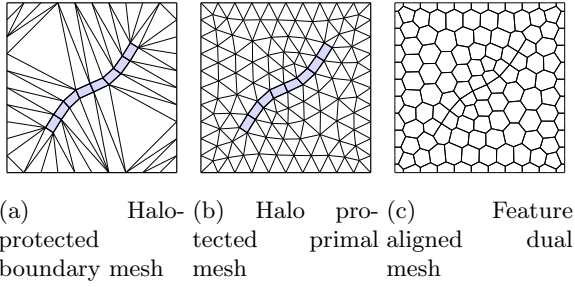 (a) Halo-
protected
boundary mesh
(b) Halo pro-
tected primal
mesh
(c) Feature
aligned dual
mesh